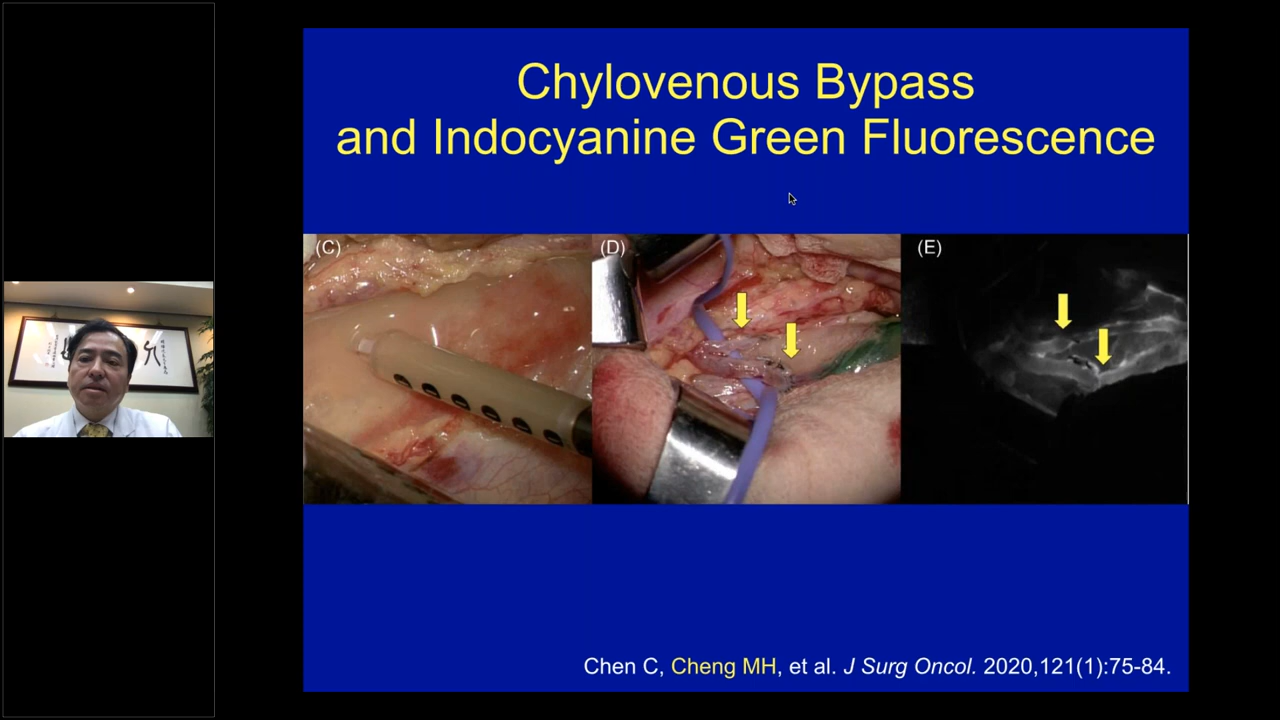 Chylovenous Bypass
and Indocyanine Green Fluorescence
(C)
(D)
(E)
Chen C, Cheng MH, et al. J Surg Oncol. 2020,121(1):75-84.